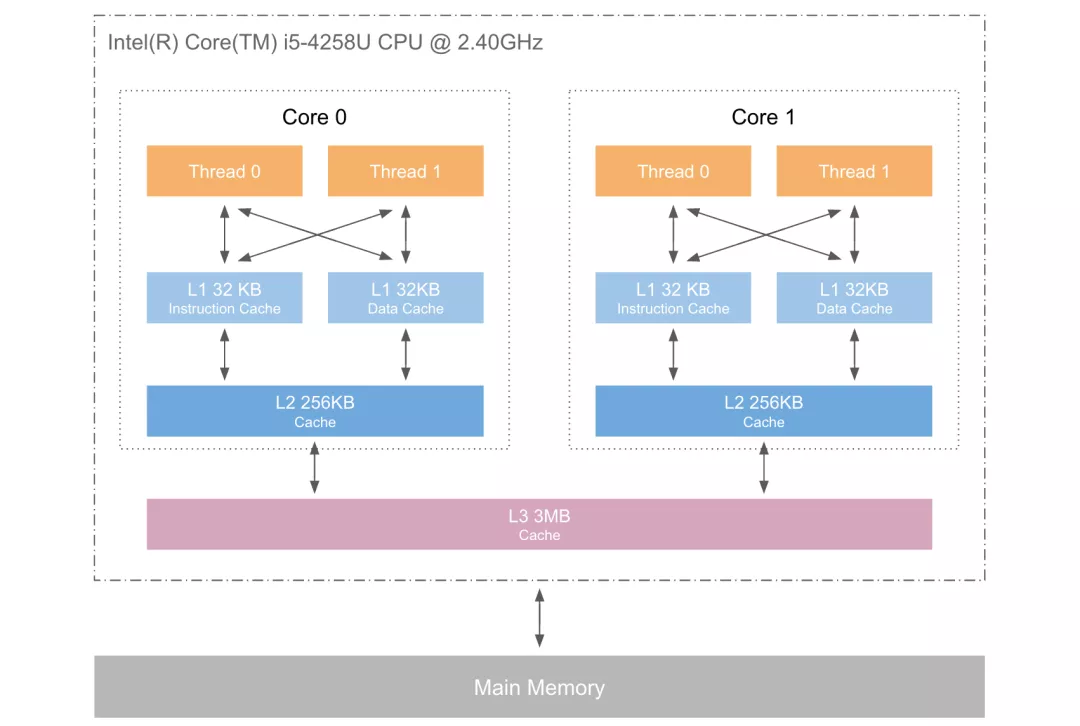 Intel(R) Core(TM) i5-4258U CPU @ 2.40GHz
Core 0
Thread 0
Thread 1
L1 32 KB
Instruction Cache
L1 32KB
Data Cache
L2 256KB
Cache
Core 1
Thread 0
Thread 1
L1 32 KB
Instruction Cache
L1 32KB
Data Cache
L2 256KB
Cache
L3 3MB
Cache
Main Memory